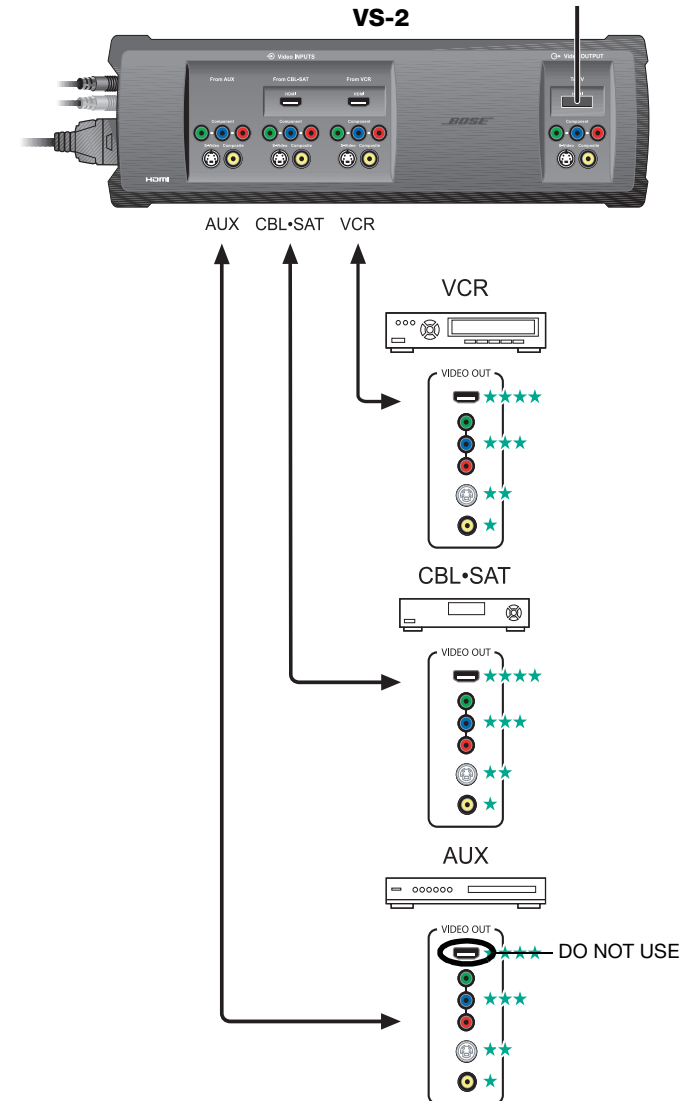 VS-2
Video INPUTS
Video OUTPUT
From AUX
From CBL•SAT
From VCR
HDMI
HDMI
Component
Component
Component
Component
S-Video Composite
S-Video Composite
S-Video Composite
S-Video Composite
BOSE
HDMI
AUX CBL•SAT VCR
VCR
VIDEO OUT
CBL•SAT
VIDEO OUT
AUX
VIDEO OUT
DO NOT USE